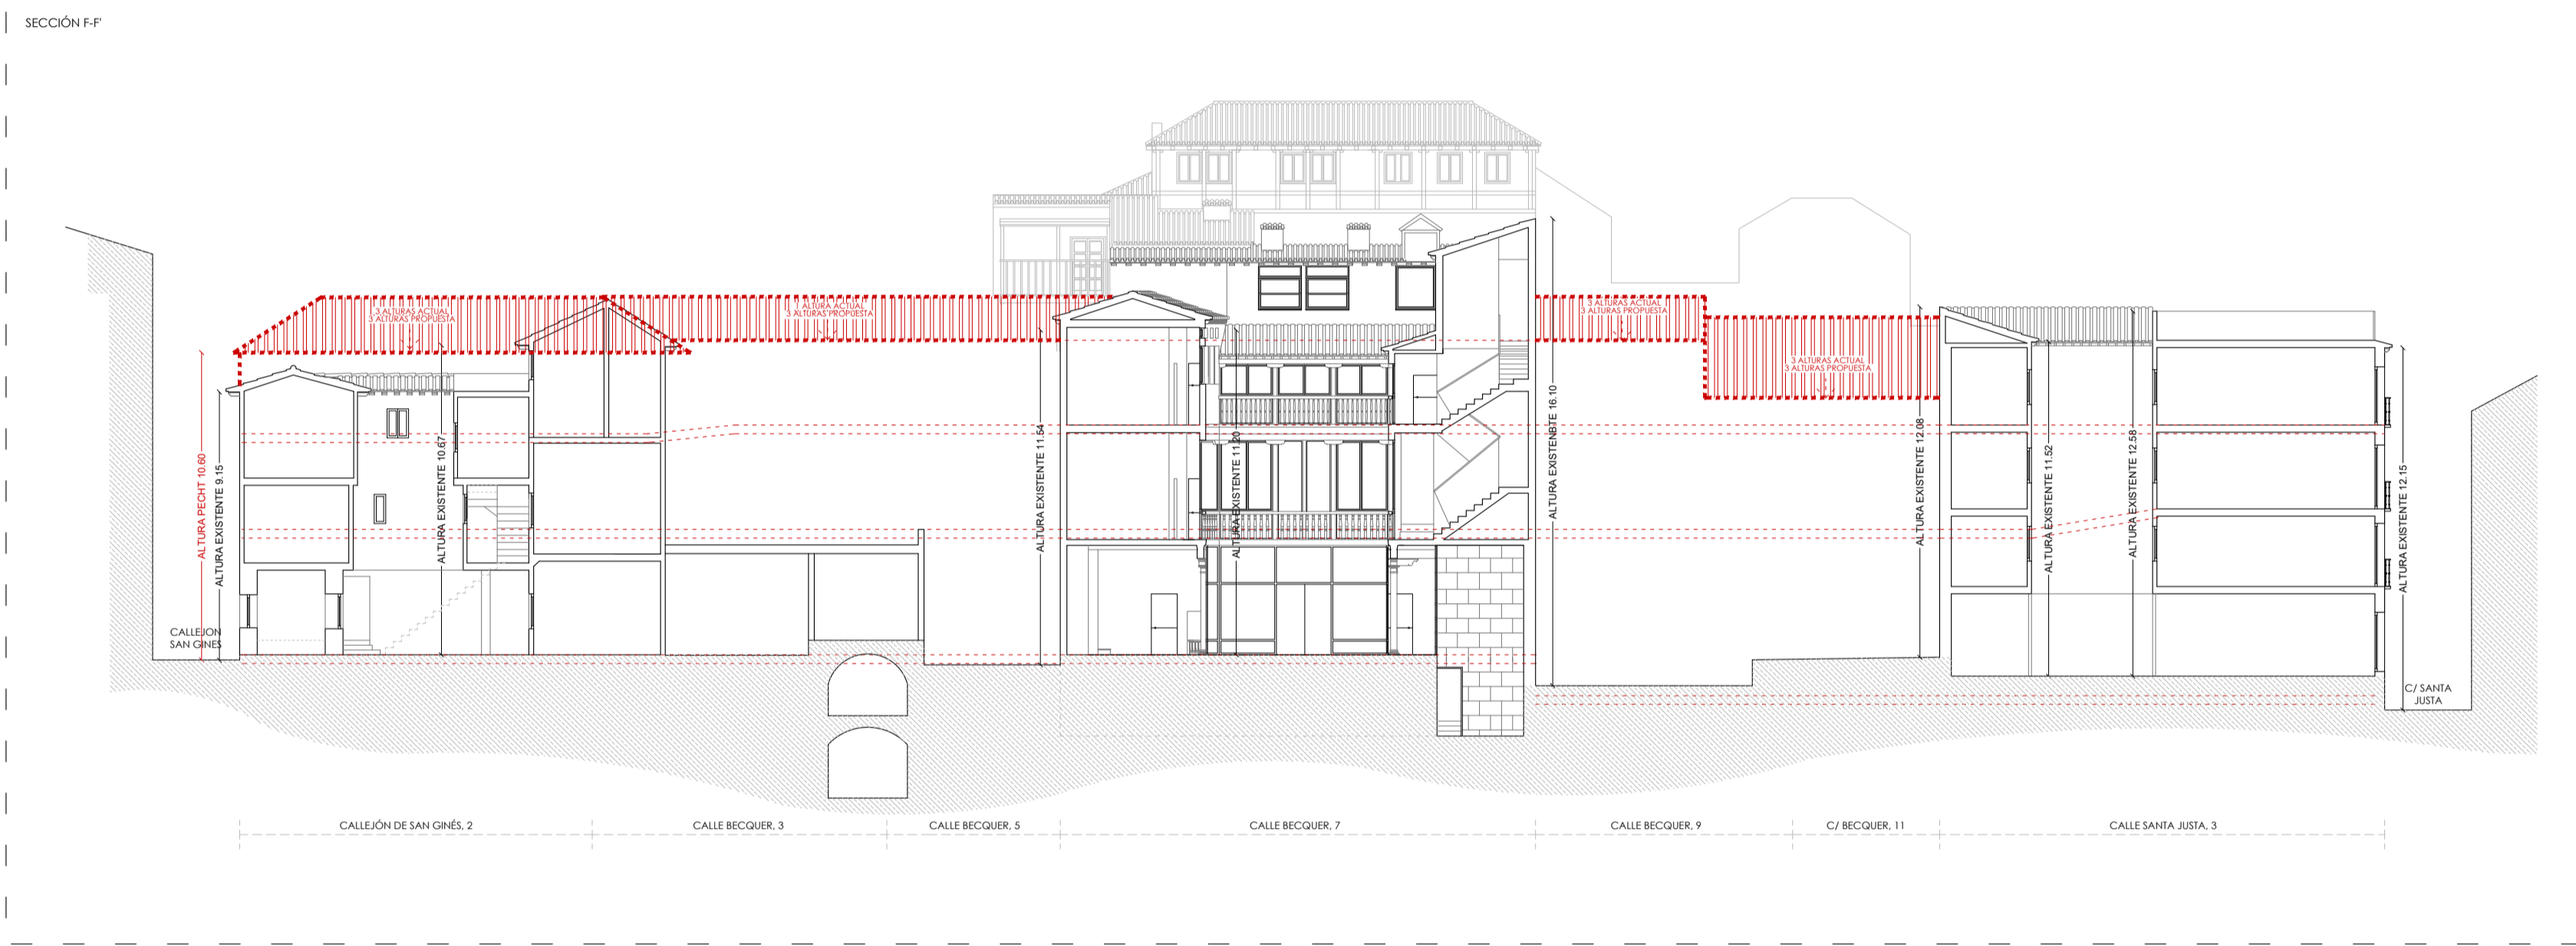 SECCIÓN F-F'
3 ALTURAS ACTUAL
3 ALTURAS PROPUESTA
1 ALTURA ACTUAL
3 ALTURAS PROPUESTA
3 ALTURAS ACTUAL
3 ALTURAS PROPUESTA
3 ALTURAS ACTUAL
3 ALTURAS PROPUESTA
ALTURA PECHT 10.60
ALTURA EXISTENTE 9.15
ALTURA EXISTENTE 10.67
ALTURA EXISTENTE 11.54
ALTURA EXISTENTE 11.20
ALTURA EXISTENBTE 16.10
ALTURA EXISTENTE 12.08
ALTURA EXISTETENTE 11.52
ALTURA EXISTENTE 12.58
ALTURA EXISTENTE 12.15
CALLEJON
SAN GINES
C/ SANTA
JUSTA
CALLEJÓN DE SAN GINÉS, 2
CALLE BECQUER, 3
CALLE BECQUER, 5
CALLE BECQUER, 7
CALLE BECQUER, 9
C/ BECQUER, 11
CALLE SANTA JUSTA, 3